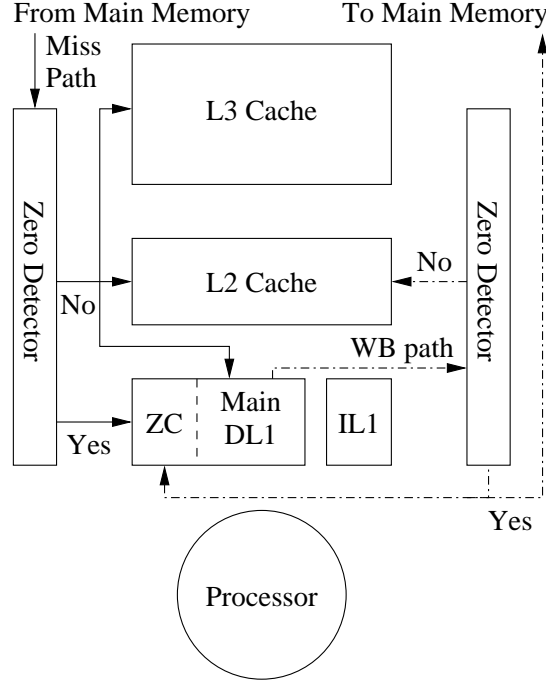 From Main Memory
To Main Memory
Miss
Path
L3 Cache
Zero Detector
Zero Detector
L2 Cache
No
No
WB path
ZC
Main
DL1
IL1
Yes
Yes
Processor